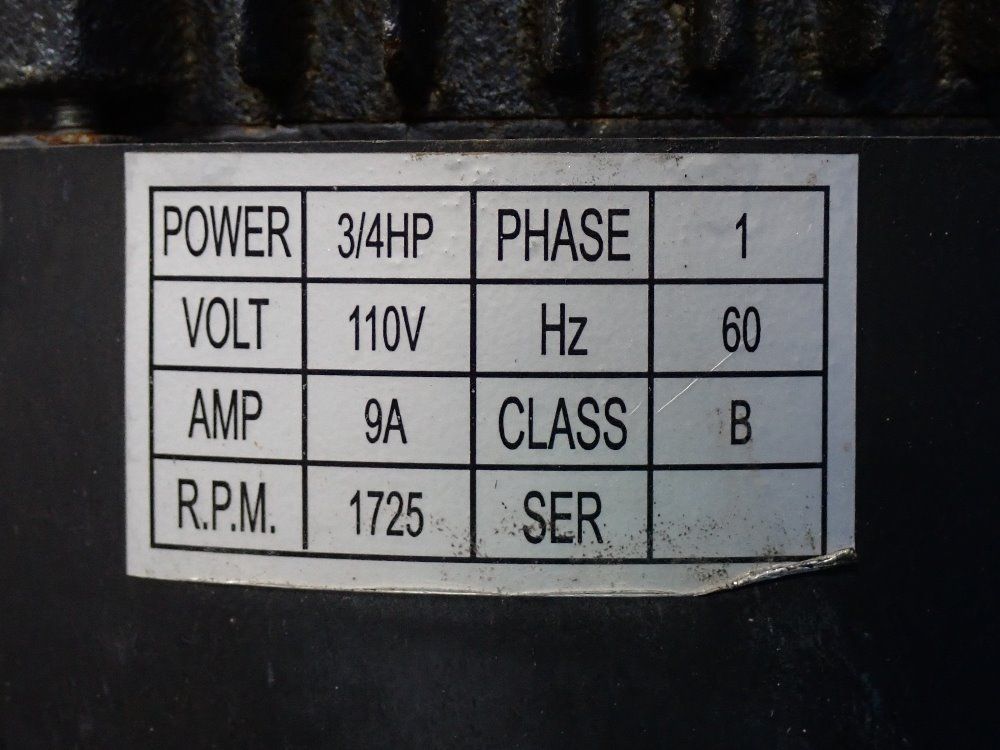 POWER 3/4HP PHASE 1
VOLT 110V Hz 60
AMP 9A CLASS B
R.P.M. 1725 SER